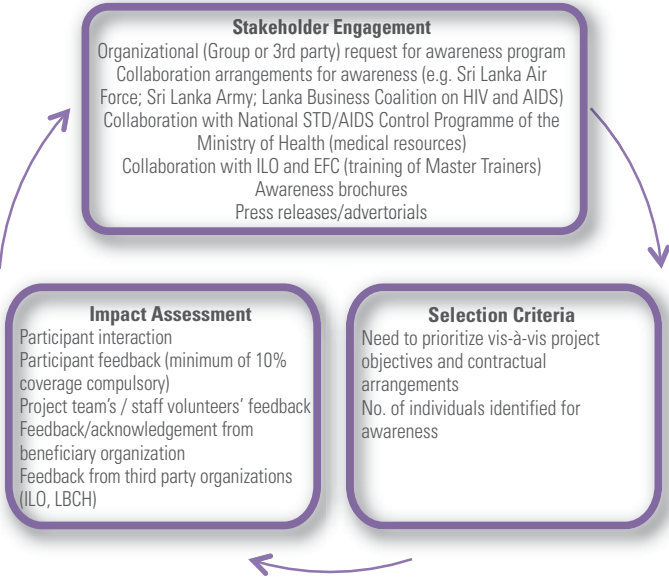 Stakeholder Engagement
Organizational (Group or 3rd party) request for awareness program
Collaboration arrangements for awareness (e.g. Sri Lanka Air
Force; Sri Lanka Army; Lanka Business Coalition on HIV and AIDS)
Collaboration with National STD/AIDS Control Programme of the
Ministry of Health (medical resources)
Collaboration with ILO and EFC (training of Master Trainers)
Awareness brochures
Press releases/advertorials
Impact Assessment
Participant interaction
Participant feedback (minimum of 10%
coverage compulsory)
Project team's / staff volunteers' feedback
Feedback/acknowledgement from
beneficiary organization
Feedback from third party organizations
(ILO, LBCH)
Selection Criteria
Need to prioritize vis-à-vis project
objectives and contractual
arrangements
No. of individuals identified for
awareness